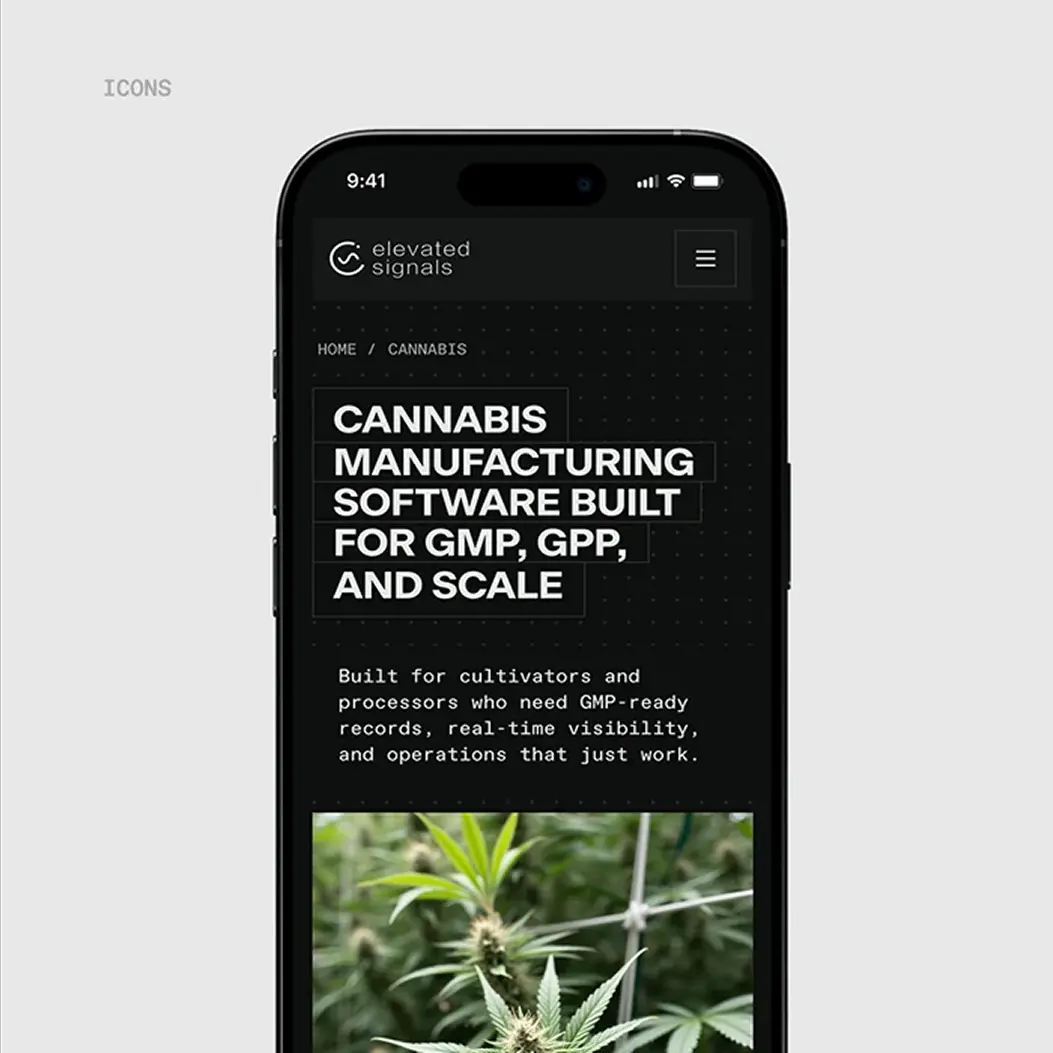 ICONS
9:41
elevated
signals
HOME / CANNABIS
CANNABIS
MANUFACTURING
SOFTWARE BUILT
FOR GMP, GPP,
AND SCALE
Built for cultivators and
processors who need GMP-ready
records, real-time visibility,
and operations that just work.